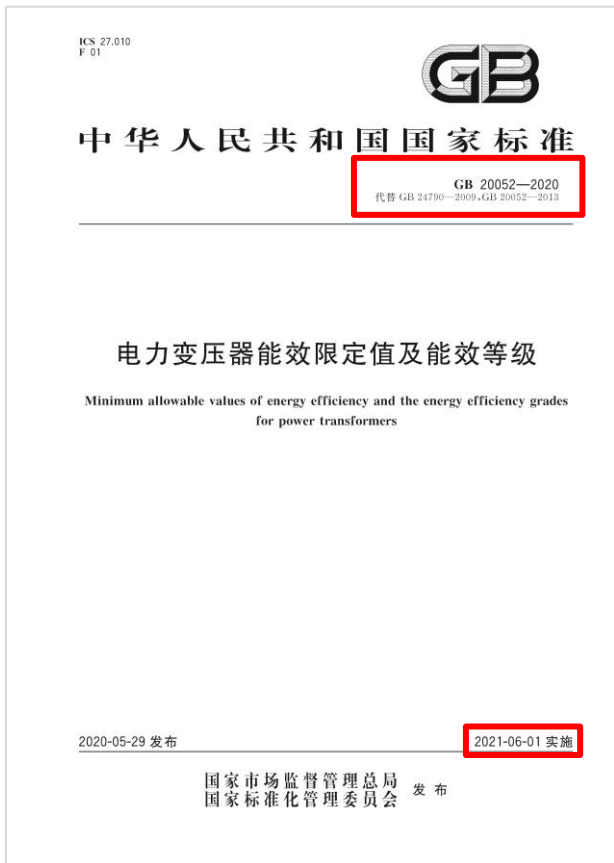 ICS 27.010
F 01
GB
中华人民共和国国家标准
GB 20052—2020
代替 GB 24790—2009,GB 20052—2013
电力变压器能效限定值及能效等级
Minimum allowable values of energy efficiency and the energy efficiency grades
for power transformers
2020-05-29 发布
2021-06-01 实施
国家市场监督管理总局
国家标准化管理委员会
发布